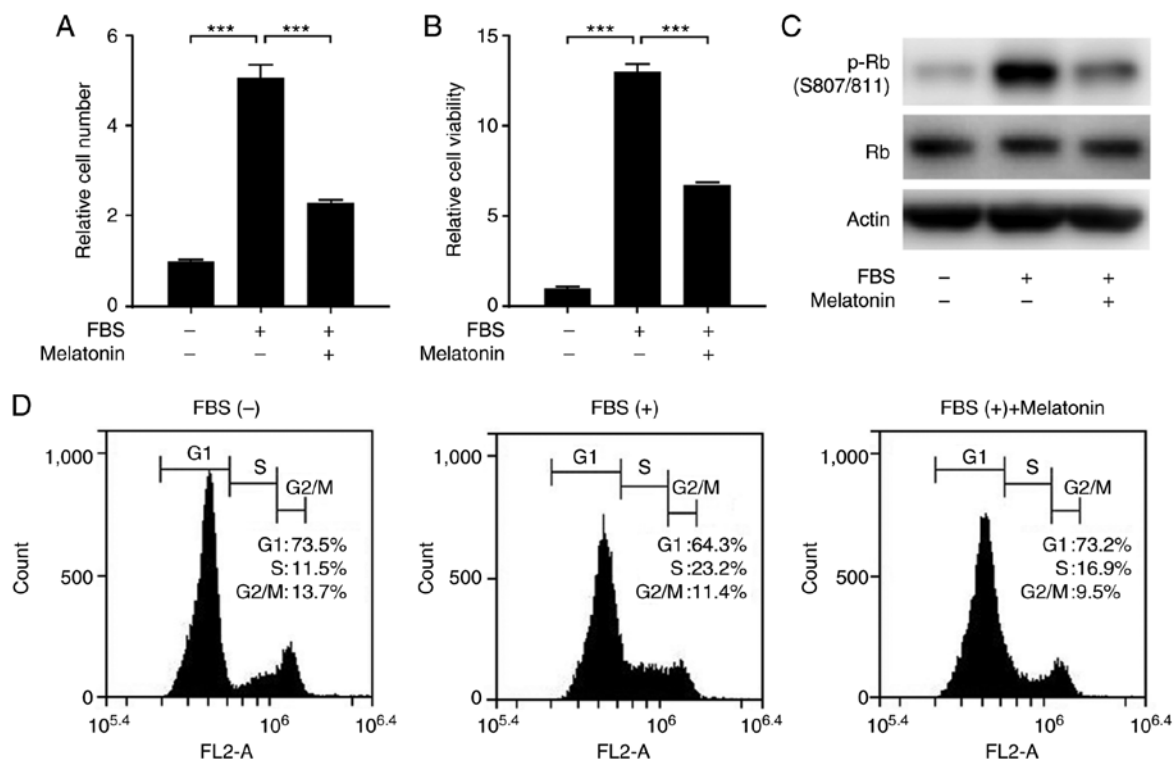 A
Relative cell number
6
4
2
0
*** ***
FBS − + +
Melatonin − − +
B
Relative cell viability
15
10
5
0
*** ***
FBS − + +
Melatonin − − +
C
p-Rb
(S807/811)
Rb
Actin
FBS − + +
Melatonin − − +
D
FBS (–)
Count
1,000
500
0
G1
S
G2/M
G1:73.5%
S:11.5%
G2/M:13.7%
10^5.4 10^6 10^6.4
FL2-A
FBS (+)
Count
1,000
500
0
G1
S
G2/M
G1:64.3%
S:23.2%
G2/M:11.4%
10^5.4 10^6 10^6.4
FL2-A
FBS (+)+Melatonin
Count
1,000
500
0
G1
S
G2/M
G1:73.2%
S:16.9%
G2/M:9.5%
10^5.4 10^6 10^6.4
FL2-A